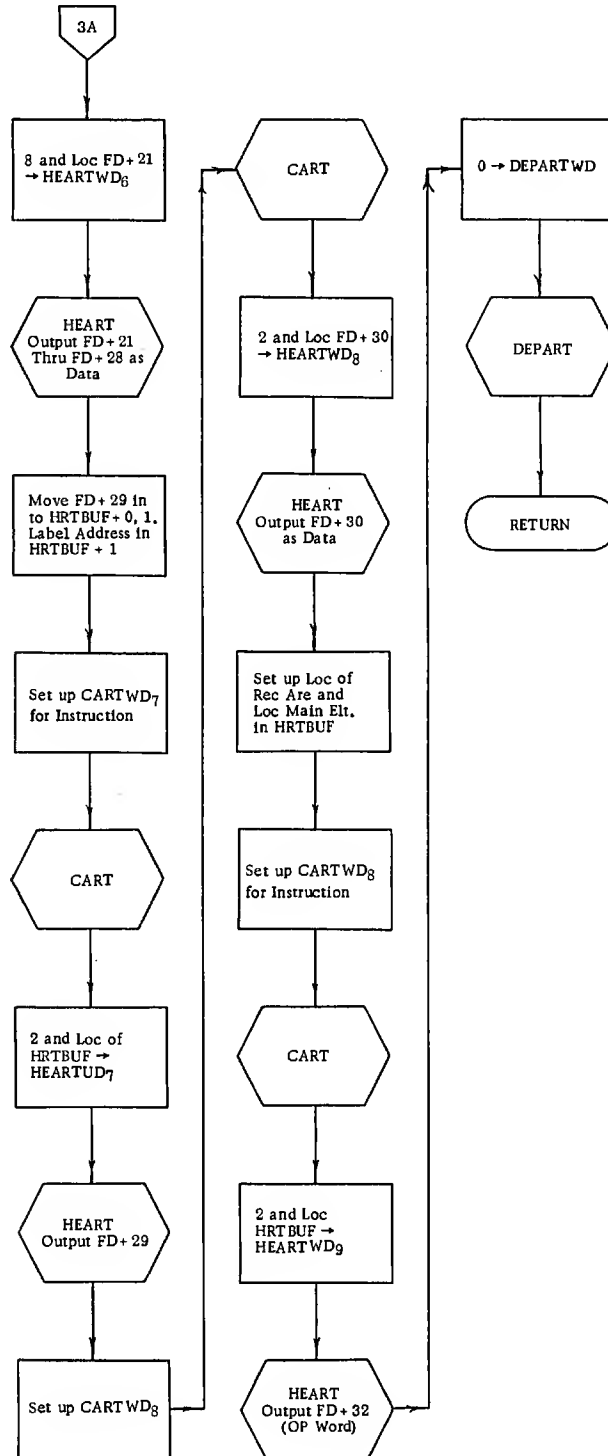 3A
8 and Loc FD+ 21
→ HEARTWD6
HEART
Output FD+ 21
Thru FD+ 28 as
Data
Move FD+ 29 in
to HRTBUF+ 0, 1.
Label Address in
HRTBUF + 1
Set up CARTWD7
for Instruction
CART
2 and Loc of
HRTBUF →
HEARTUD7
HEART
Output FD+ 29
Set up CARTWD8
CART
2 and Loc FD+ 30
→ HEARTWD8
HEART
Output FD+ 30
as Data
Set up Loc of
Rec Are and
Loc Main Elt.
in HRTBUF
Set up CARTWD8
for Instruction
CART
2 and Loc
HRTBUF →
HEARTWD9
HEART
Output FD+ 32
(OP Word)
0 → DEPARTWD
DEPART
RETURN